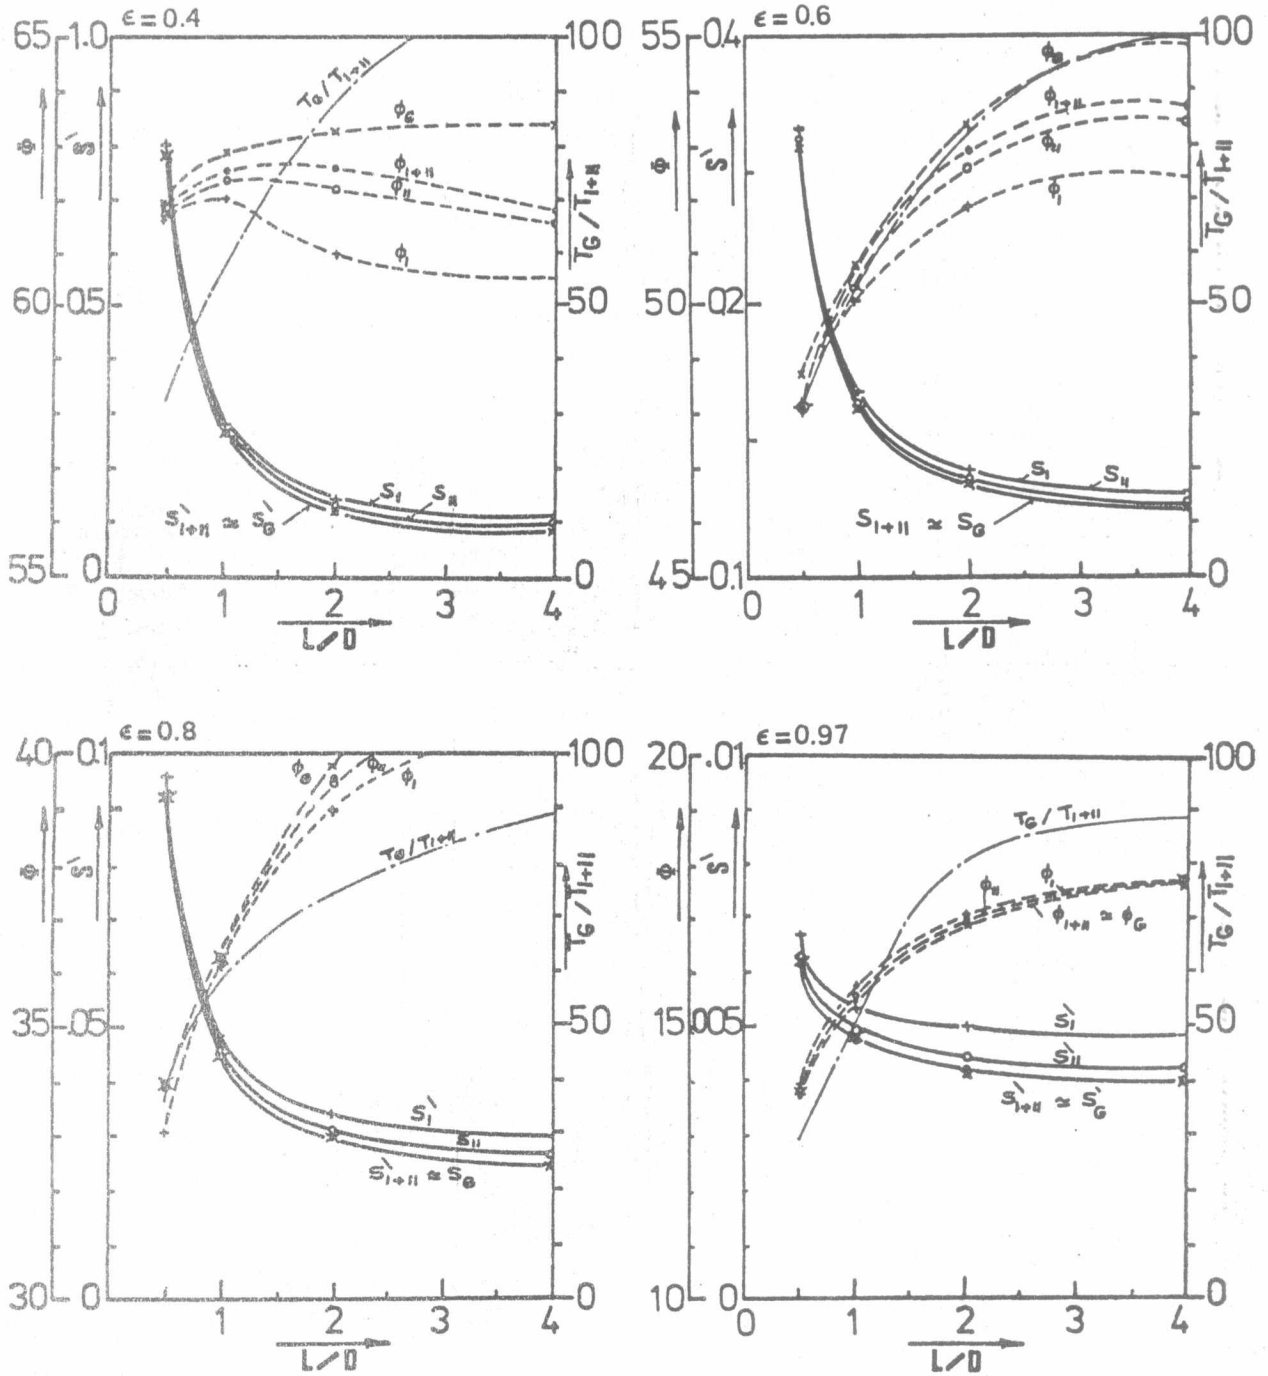 ε=0.4
65
1.0
100
T_G/T_I+II
ϕ_G
ϕ_I+II
ϕ_II
ϕ_I
Φ
S`
T_G/T_I+II
60
0.5
50
S_I
S_II
S`_I+II ≃ S`_G
55
0
0
0 1 2 3 4
L/D
ε=0.6
55
0.4
100
ϕ_G
ϕ_I+II
ϕ_II
ϕ_I
Φ
S`
T_G/T_I+II
50
0.2
50
S_I
S_II
S_I+II ≃ S_G
45
0.1
0
0 1 2 3 4
L/D
ε=0.8
40
0.1
100
ϕ_G
ϕ_II
ϕ_I
T_G/T_I+II
Φ
S`
T_G/T_I+II
35
.05
50
S`_I
S_II
S`_I+II ≃ S_G
30
0
0
1 2 3 4
L/D
ε=0.97
20
.01
100
T_G/T_I+II
ϕ_II
ϕ_I
ϕ_I+II ≃ ϕ_G
Φ
S`
T_G/T_I+II
15
.005
50
S`_I
S`_II
S`_I+II ≃ S`_G
10
0
0
0 1 2 3 4
L/D